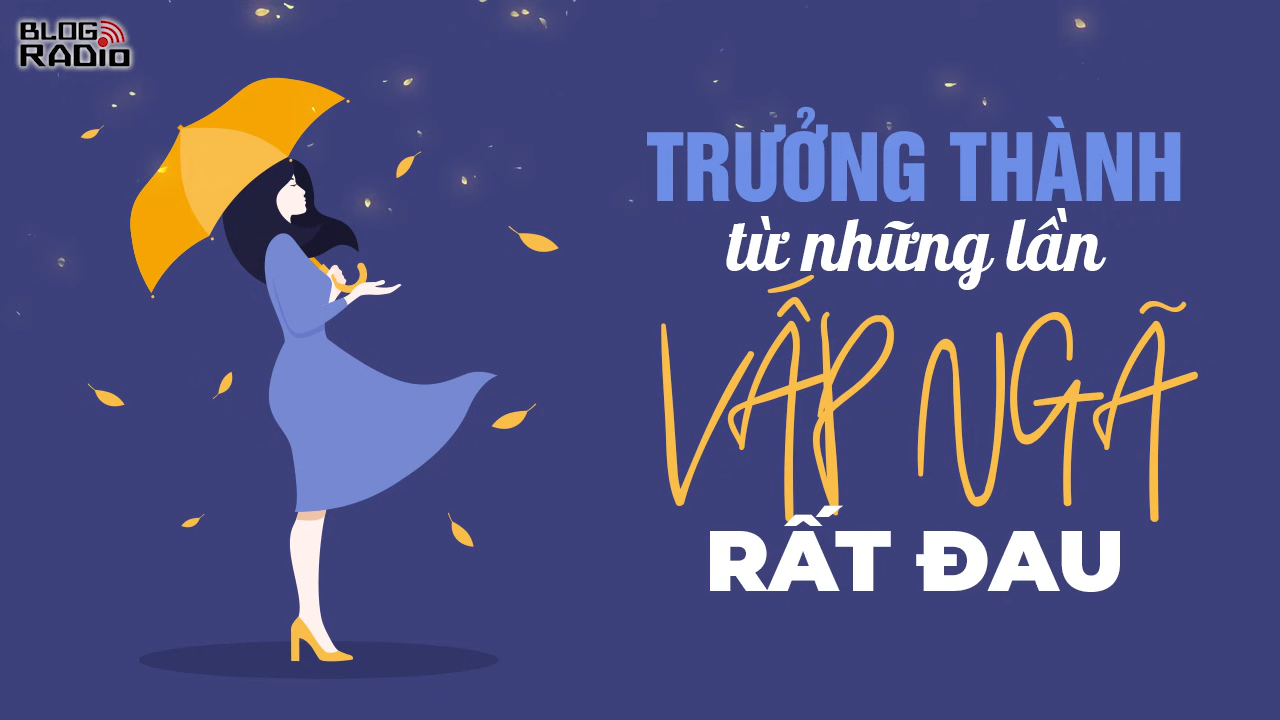 BLOG
RADIO
TRƯỞNG THÀNH
từ những lần
VẤP NGÃ
RẤT ĐAU